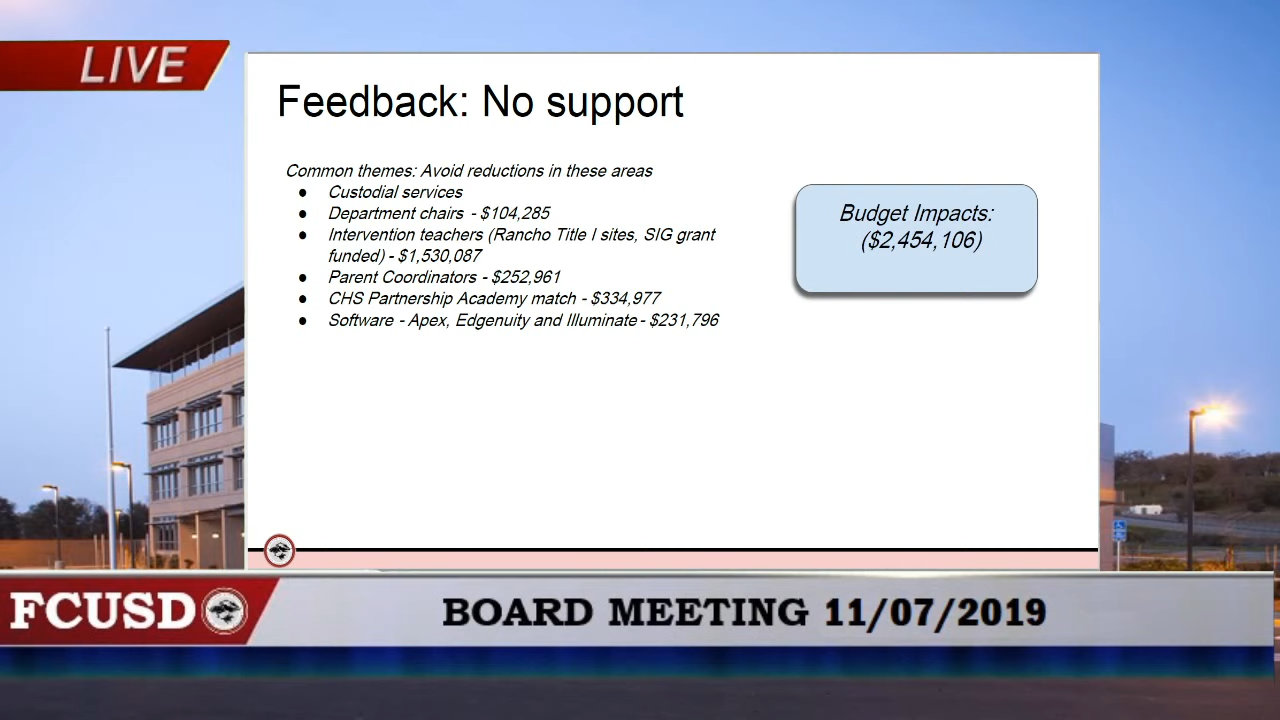 LIVE
Feedback: No support
Common themes: Avoid reductions in these areas
● Custodial services
● Department chairs - $104,285
● Intervention teachers (Rancho Title I sites, SIG grant
funded) - $1,530,087
● Parent Coordinators - $252,961
● CHS Partnership Academy match - $334,977
● Software - Apex, Edgenuity and Illuminate - $231,796
Budget Impacts:
($2,454,106)
FCUSD
BOARD MEETING 11/07/2019